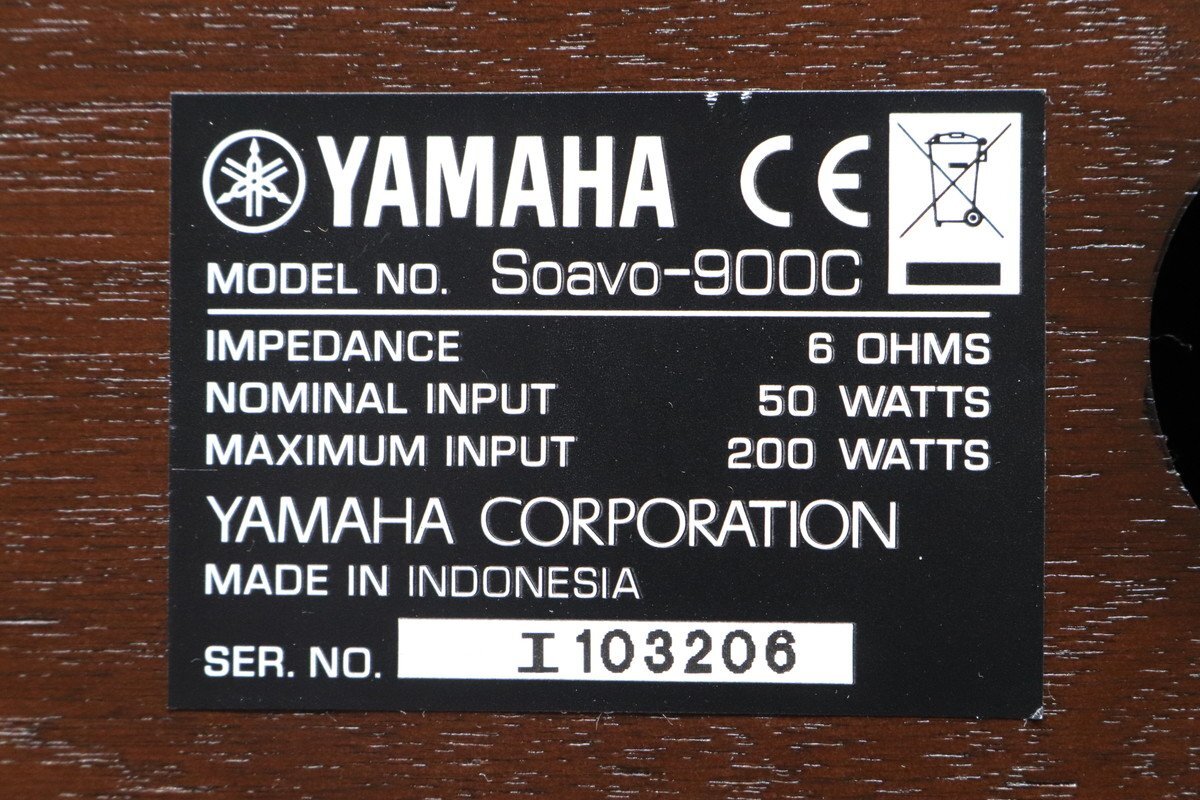 YAMAHA CE
MODEL NO. Soavo-900C
IMPEDANCE 6 OHMS
NOMINAL INPUT 50 WATTS
MAXIMUM INPUT 200 WATTS
YAMAHA CORPORATION
MADE IN INDONESIA
SER. NO. I 103206